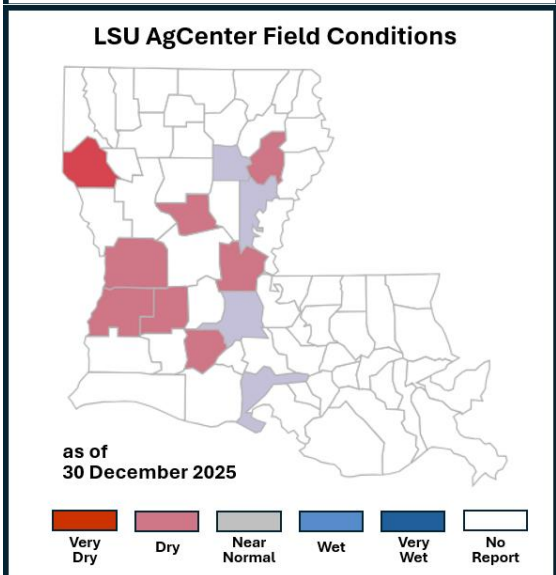 LSU AgCenter Field Conditions
as of
30 December 2025
Very
Dry
Dry
Near
Normal
Wet
Very
Wet
No
Report